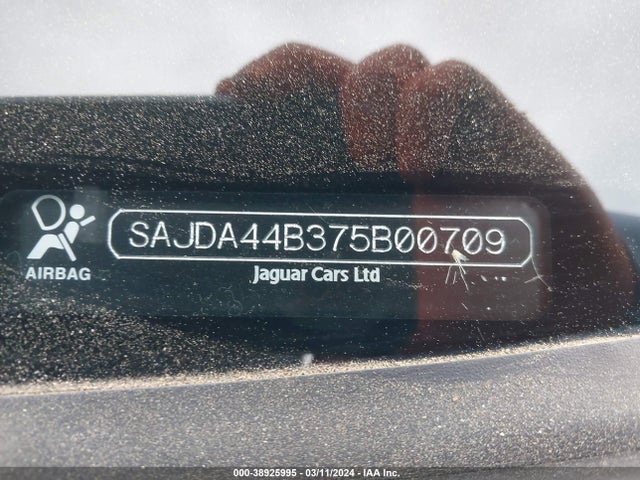 SAJDA44B375B00709
AIRBAG
Jaguar Cars Ltd
000-38925995 - 03/11/2024 - IAA Inc.